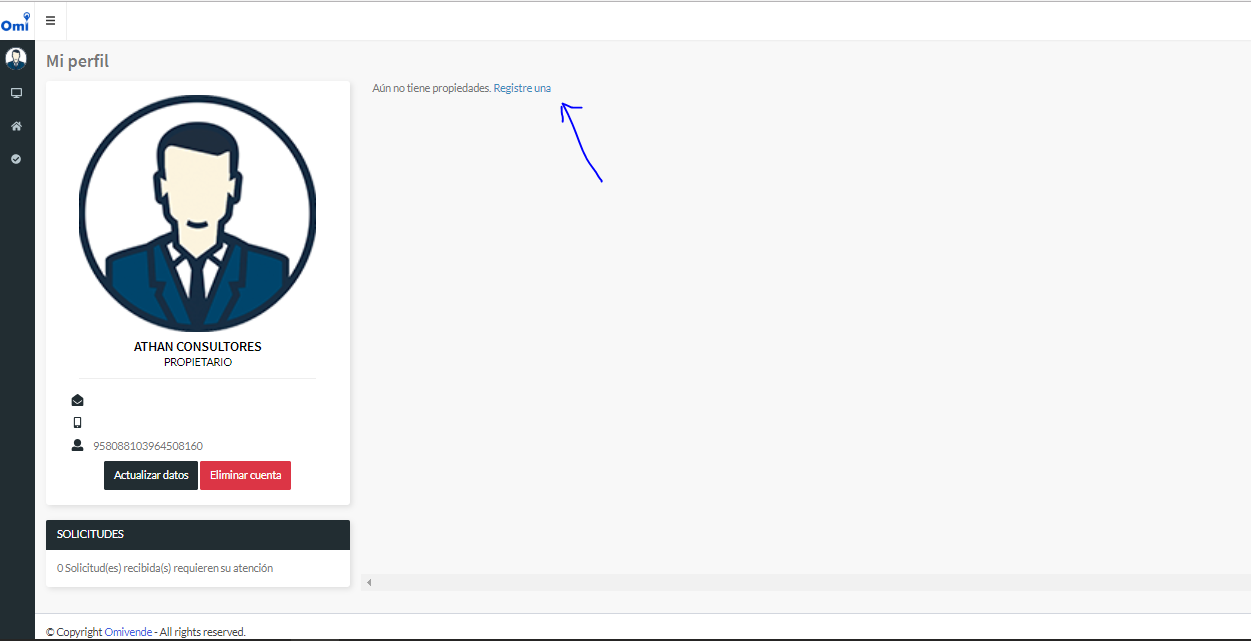 Omi
Mi perfil
Aún no tiene propiedades. Registre una
ATHAN CONSULTORES
PROPIETARIO
958088103964508160
Actualizar datos
Eliminar cuenta
SOLICITUDES
0 Solicitud(es) recibida(s) requieren su atención
© Copyright Omivende - All rights reserved.